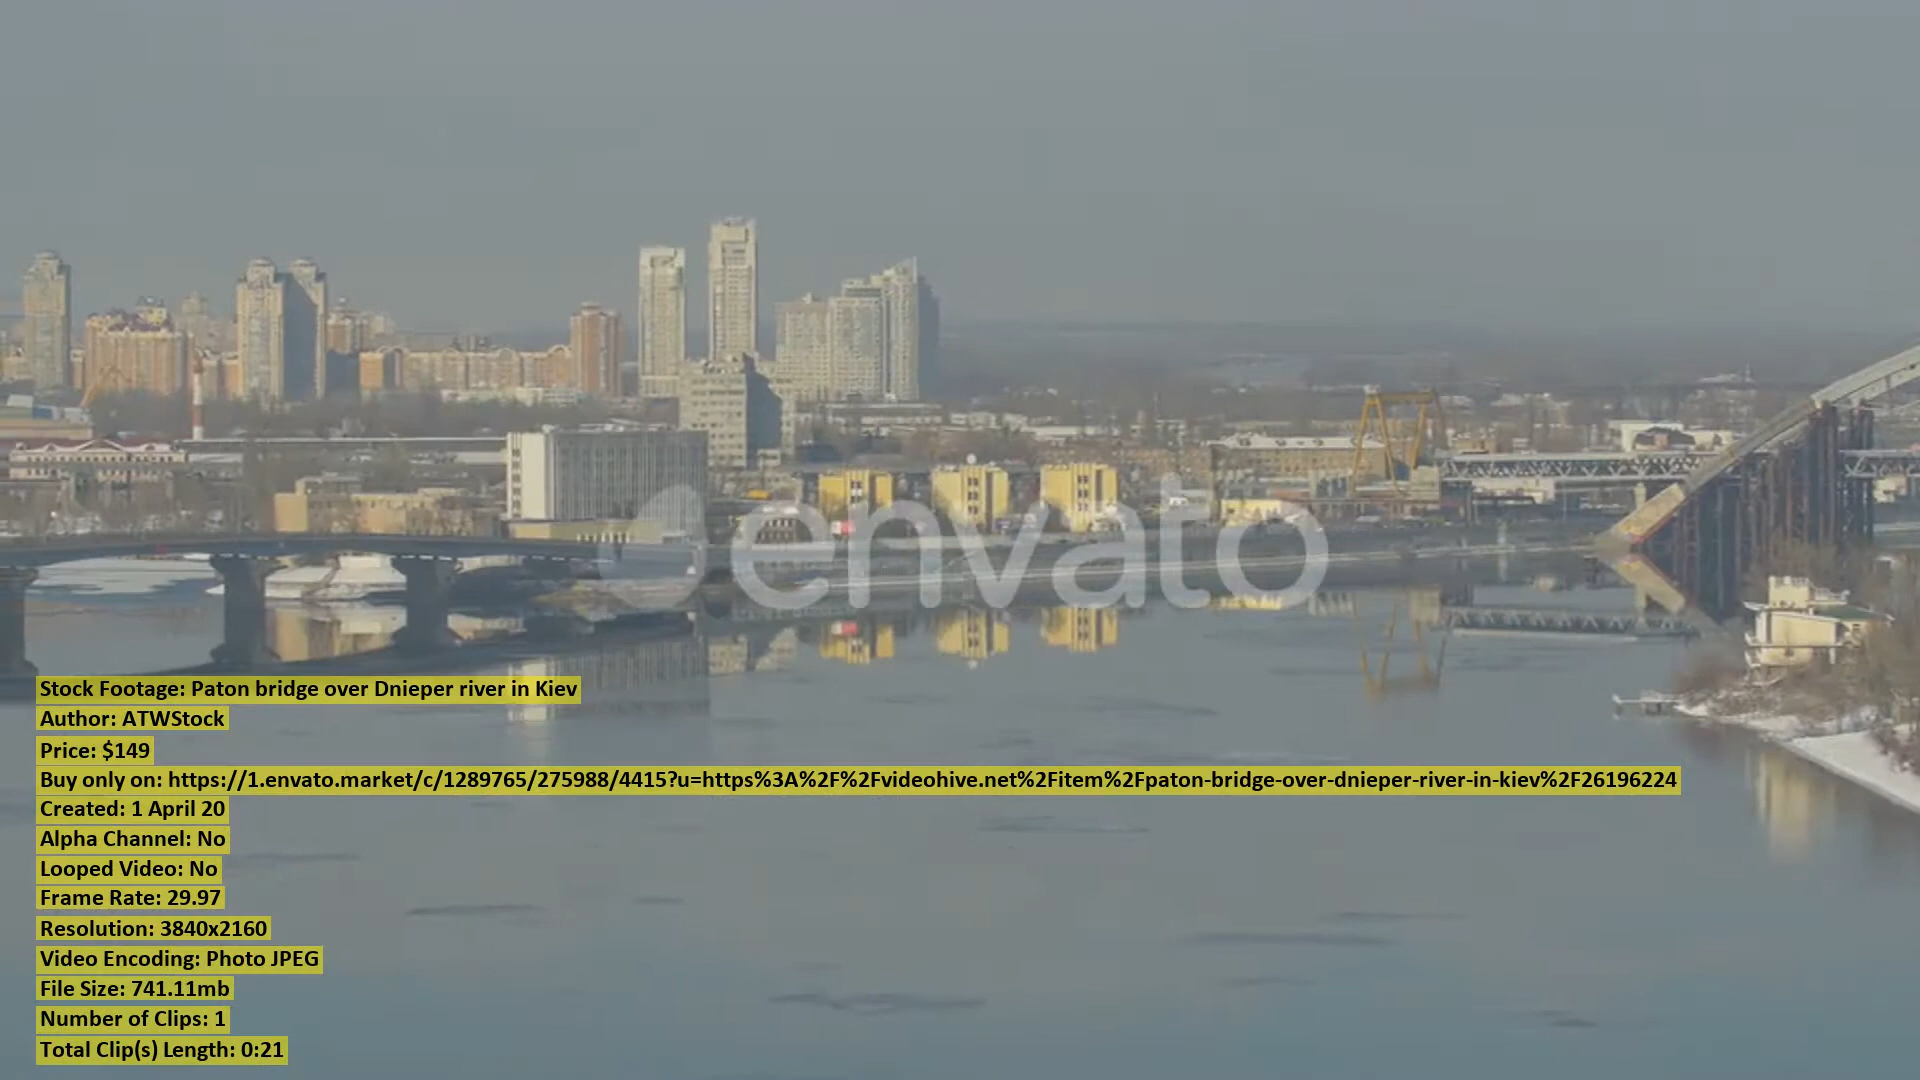 envato
Stock Footage: Paton bridge over Dnieper river in Kiev
Author: ATWStock
Price: $149
Buy only on: https://1.envato.market/c/1289765/275988/4415?u=https%3A%2F%2Fvideohive.net%2Fitem%2Fpaton-bridge-over-dnieper-river-in-kiev%2F26196224
Created: 1 April 20
Alpha Channel: No
Looped Video: No
Frame Rate: 29.97
Resolution: 3840x2160
Video Encoding: Photo JPEG
File Size: 741.11mb
Number of Clips: 1
Total Clip(s) Length: 0:21